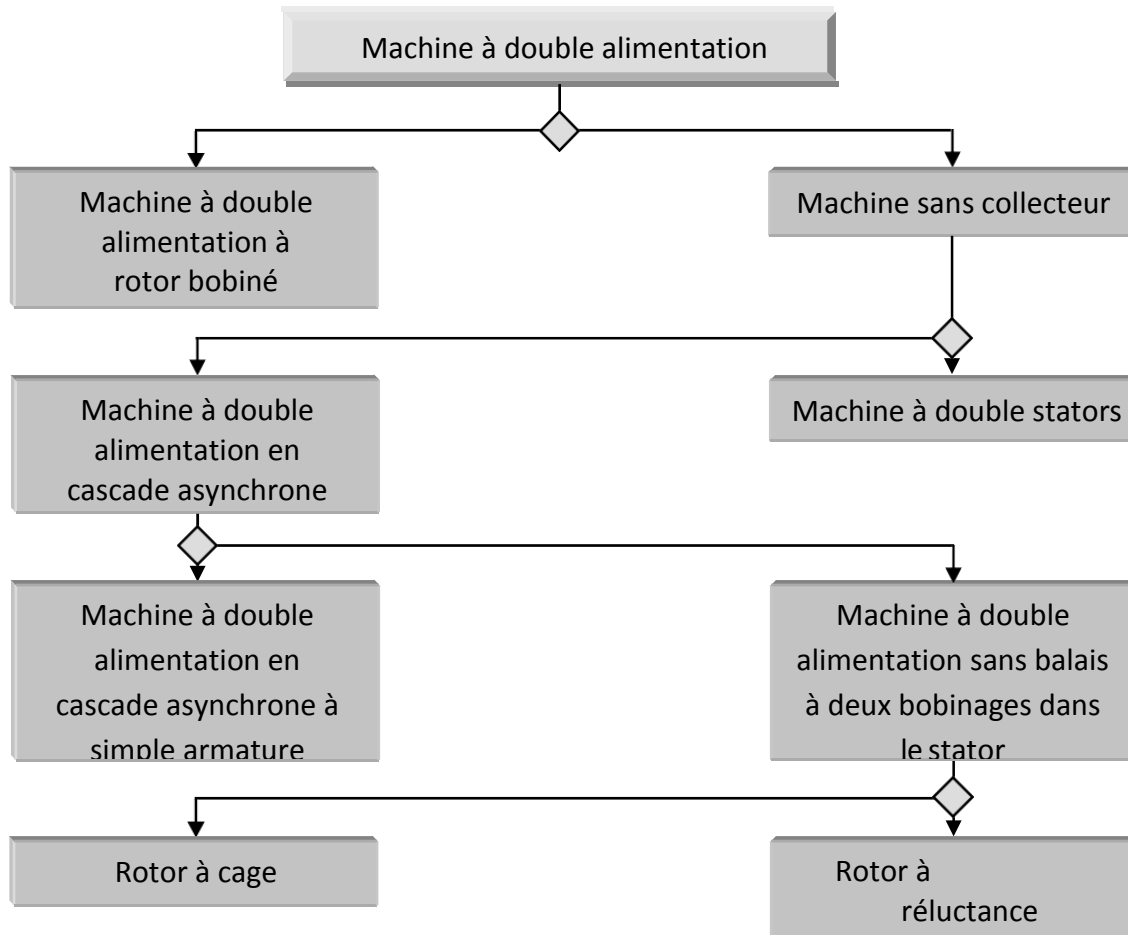 Machine à double alimentation
Machine à double
alimentation à
rotor bobiné
Machine sans collecteur
Machine à double
alimentation en
cascade asynchrone
Machine à double stators
Machine à double
alimentation en
cascade asynchrone à
simple armature
Machine à double
alimentation sans balais
à deux bobinages dans
le stator
Rotor à cage
Rotor à
réluctance